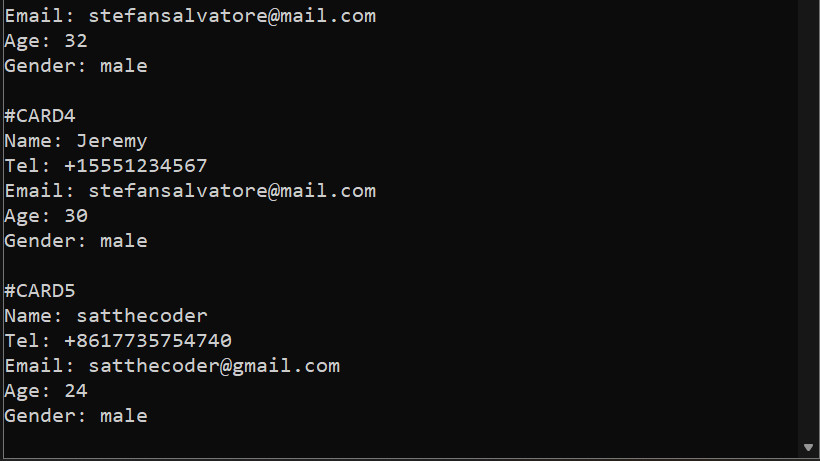 Email: stefansalvatore@mail.com
Age: 32
Gender: male
#CARD4
Name: Jeremy
Tel: +15551234567
Email: stefansalvatore@mail.com
Age: 30
Gender: male
#CARD5
Name: satthecoder
Tel: +8617735754740
Email: satthecoder@gmail.com
Age: 24
Gender: male